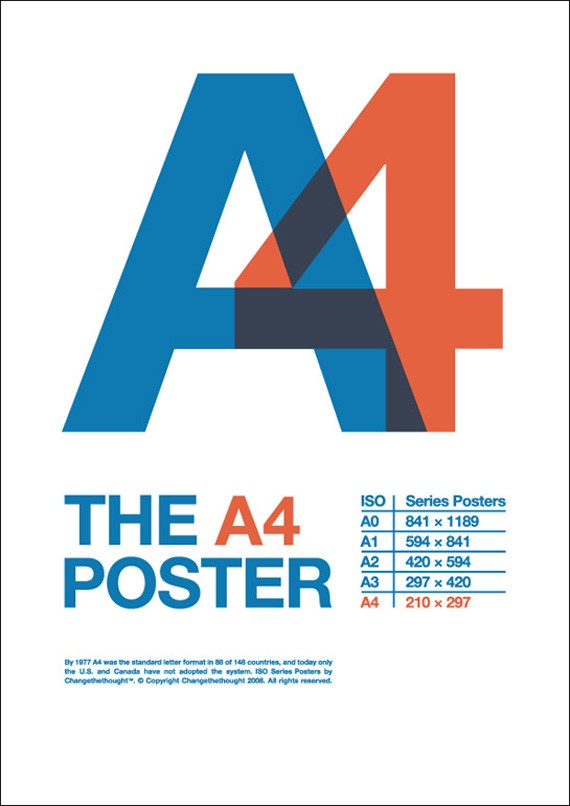 A4
THE A4
POSTER
ISO Series Posters
A0 841 × 1189
A1 594 × 841
A2 420 × 594
A3 297 × 420
A4 210 × 297
By 1977 A4 was the standard letter format in 88 of 148 countries, and today only
the U.S. and Canada have not adopted the system. ISO Series Posters by
Changethethought™. © Copyright Changethethought 2008. All rights reserved.